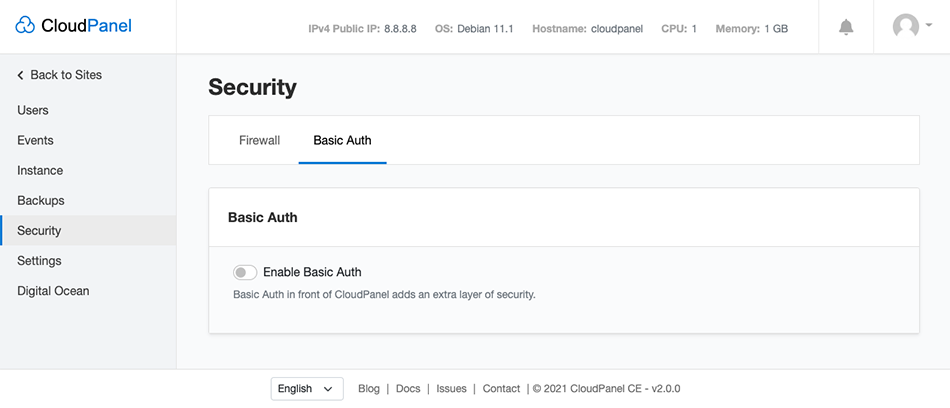 CloudPanel
IPv4 Public IP: 8.8.8.8 OS: Debian 11.1 Hostname: cloudpanel CPU: 1 Memory: 1 GB
Back to Sites
Users
Events
Instance
Backups
Security
Settings
Digital Ocean
Security
Firewall Basic Auth
Basic Auth
Enable Basic Auth
Basic Auth in front of CloudPanel adds an extra layer of security.
English Blog | Docs | Issues | Contact | © 2021 CloudPanel CE - v2.0.0